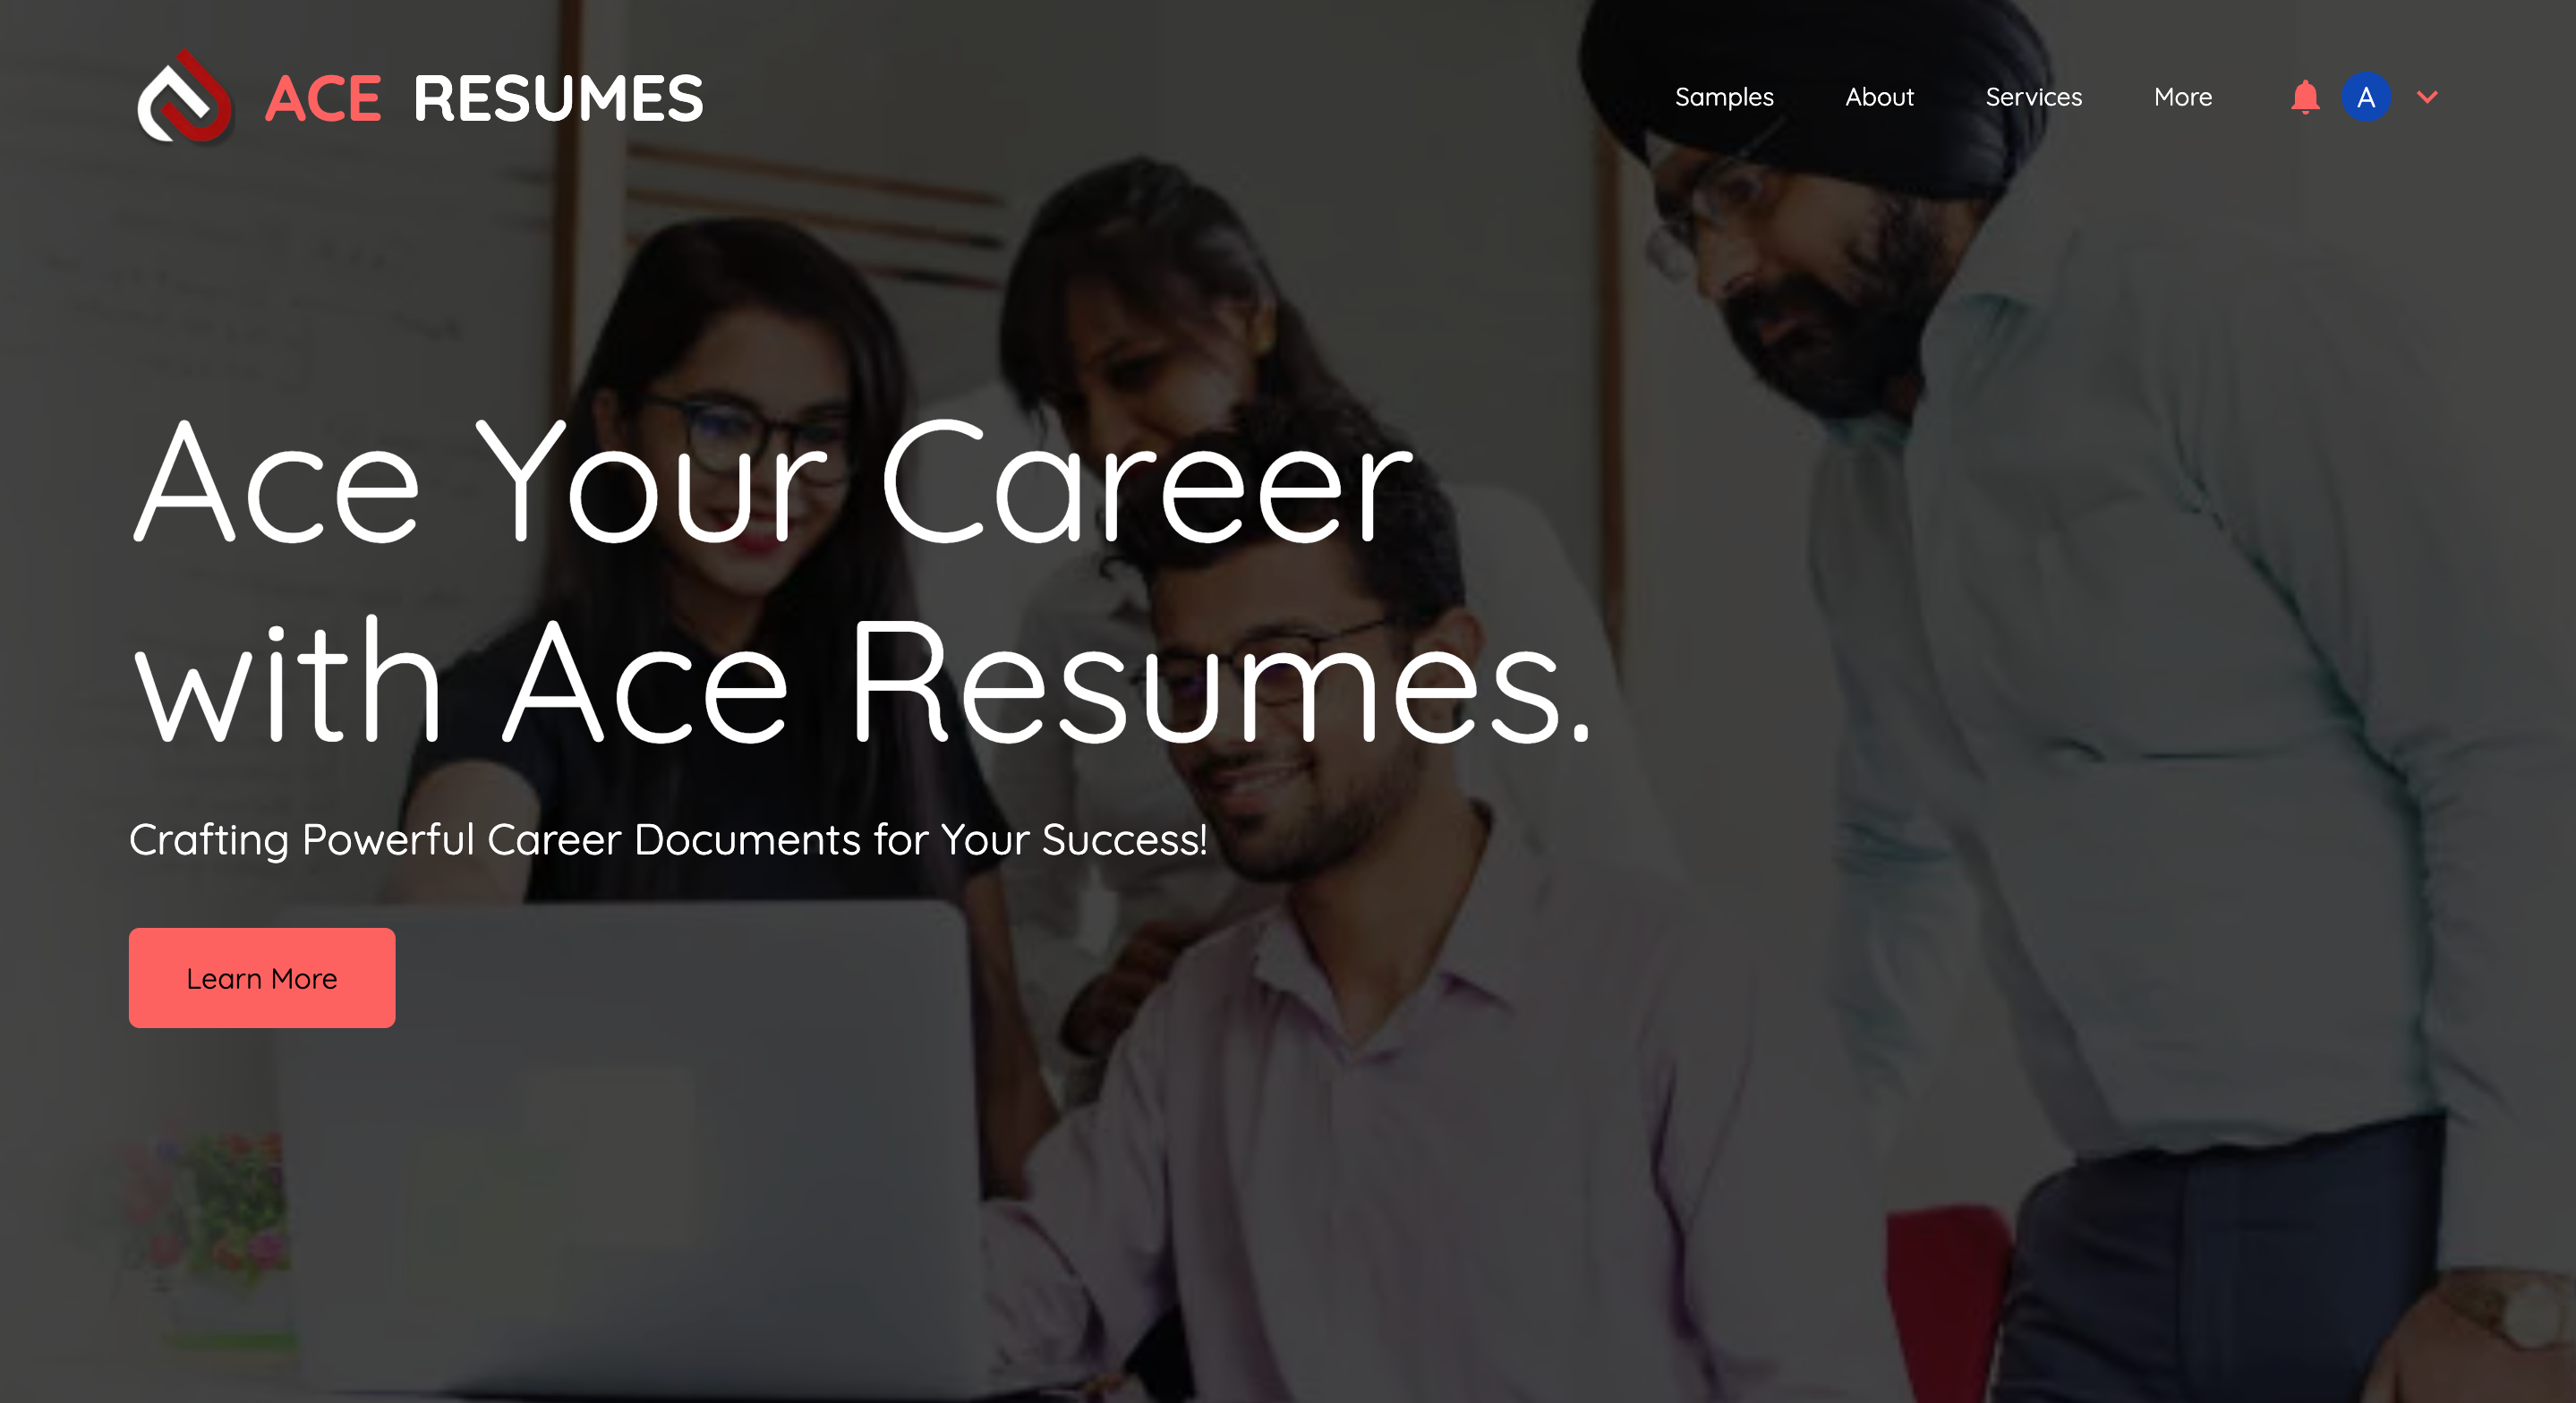 ACE RESUMES
Samples About Services More A
Ace Your Career
with Ace Resumes.
Crafting Powerful Career Documents for Your Success!
Learn More